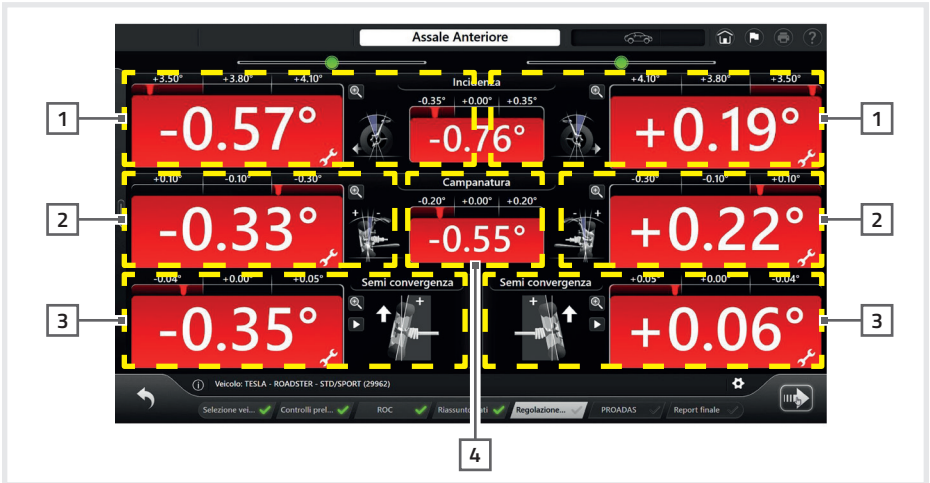 Assale Anteriore
?
+3.50° +3.80° +4.10°
Incidenza
+4.10° +3.80° +3.50°
1
-0.57°
-0.35° +0.00° +0.35°
-0.76°
+0.19°
1
+0.10° -0.10° -0.30°
Campanatura
-0.30° -0.10° +0.10°
2
-0.33°
+ -
-0.20° +0.00° +0.20°
-0.55°
+
+0.22°
2
-0.04° +0.00° +0.05°
Semi convergenza
Semi convergenza
+0.05° +0.00° -0.04°
3
-0.35°
+
+
+0.06°
3
i Veicolo: TESLA - ROADSTER - STD/SPORT (29962)
Selezione vei... Controlli prel... ROC Riassunto dati Regolazione... PROADAS Report finale
4